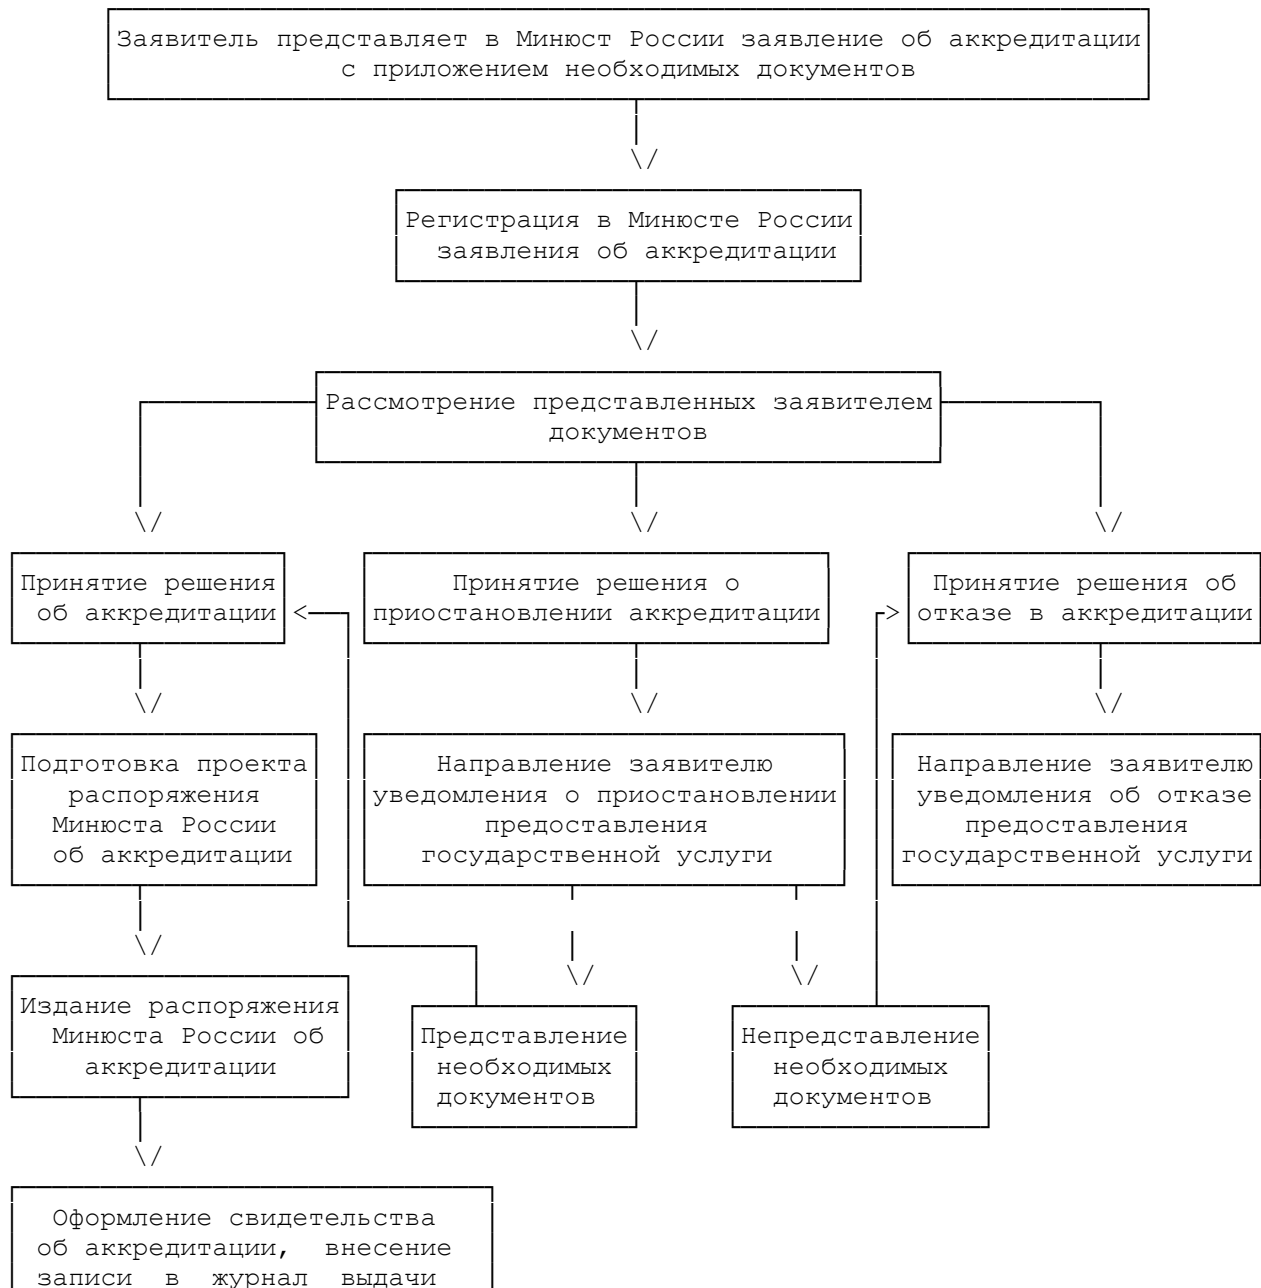 Заявитель представляет в Минюст России заявление об аккредитации
с приложением необходимых документов
Регистрация в Минюсте России
заявления об аккредитации
Рассмотрение представленных заявителем
документов
Принятие решения
об аккредитации
Принятие решения о
приостановлении аккредитации
Принятие решения об
отказе в аккредитации
Подготовка проекта
распоряжения
Минюста России
об аккредитации
Направление заявителю
уведомления о приостановлении
предоставления
государственной услуги
Направление заявителю
уведомления об отказе
предоставления
государственной услуги
Издание распоряжения
Минюста России об
аккредитации
Представление
необходимых
документов
Непредставление
необходимых
документов
Оформление свидетельства
об аккредитации, внесение
записи в журнал выдачи